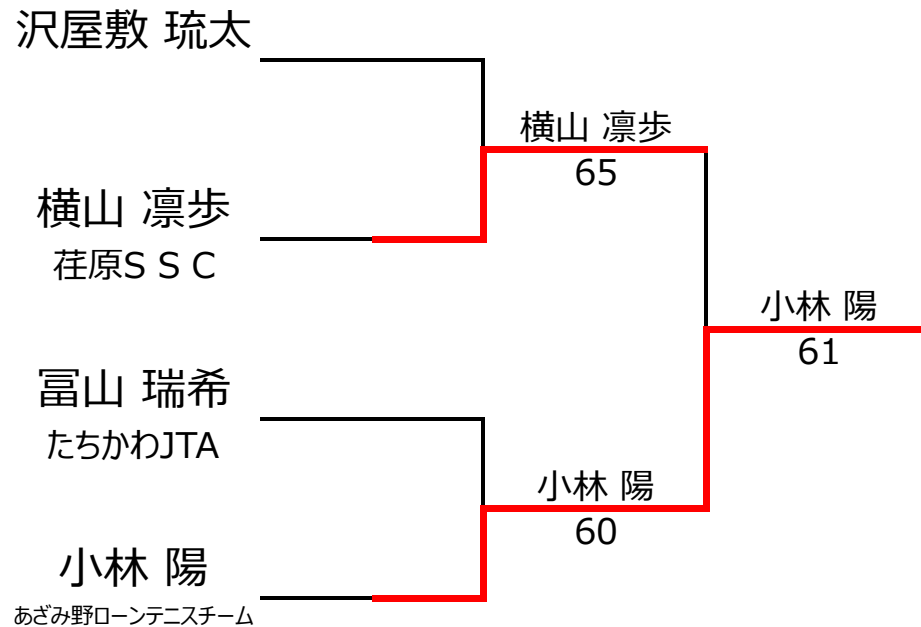 沢屋敷 琉太
横山 凛歩
65
横山 凛歩
荏原ＳＳＣ
小林 陽
61
冨山 瑞希
たちかわJTA
小林 陽
60
小林 陽
あざみ野ローンテニスチーム